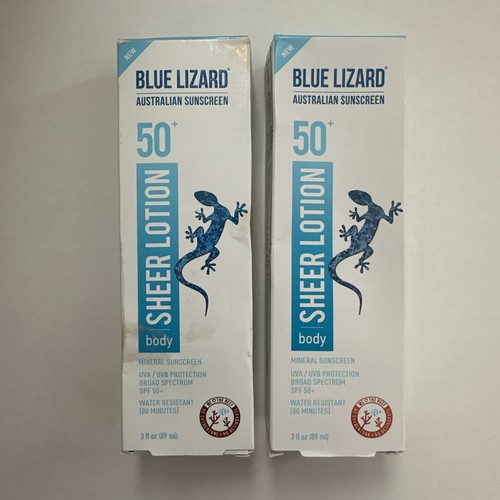 NEW
BLUE LIZARD®
AUSTRALIAN SUNSCREEN
50+
SHEER LOTION
body
MINERAL SUNSCREEN
UVA / UVB PROTECTION
BROAD SPECTRUM
SPF 50+
WATER RESISTANT
(80 MINUTES)
3 fl oz (89 ml)
NEW
BLUE LIZARD®
AUSTRALIAN SUNSCREEN
50+
SHEER LOTION
body
MINERAL SUNSCREEN
UVA / UVB PROTECTION
BROAD SPECTRUM
SPF 50+
WATER RESISTANT
(80 MINUTES)
3 fl oz (89 ml)